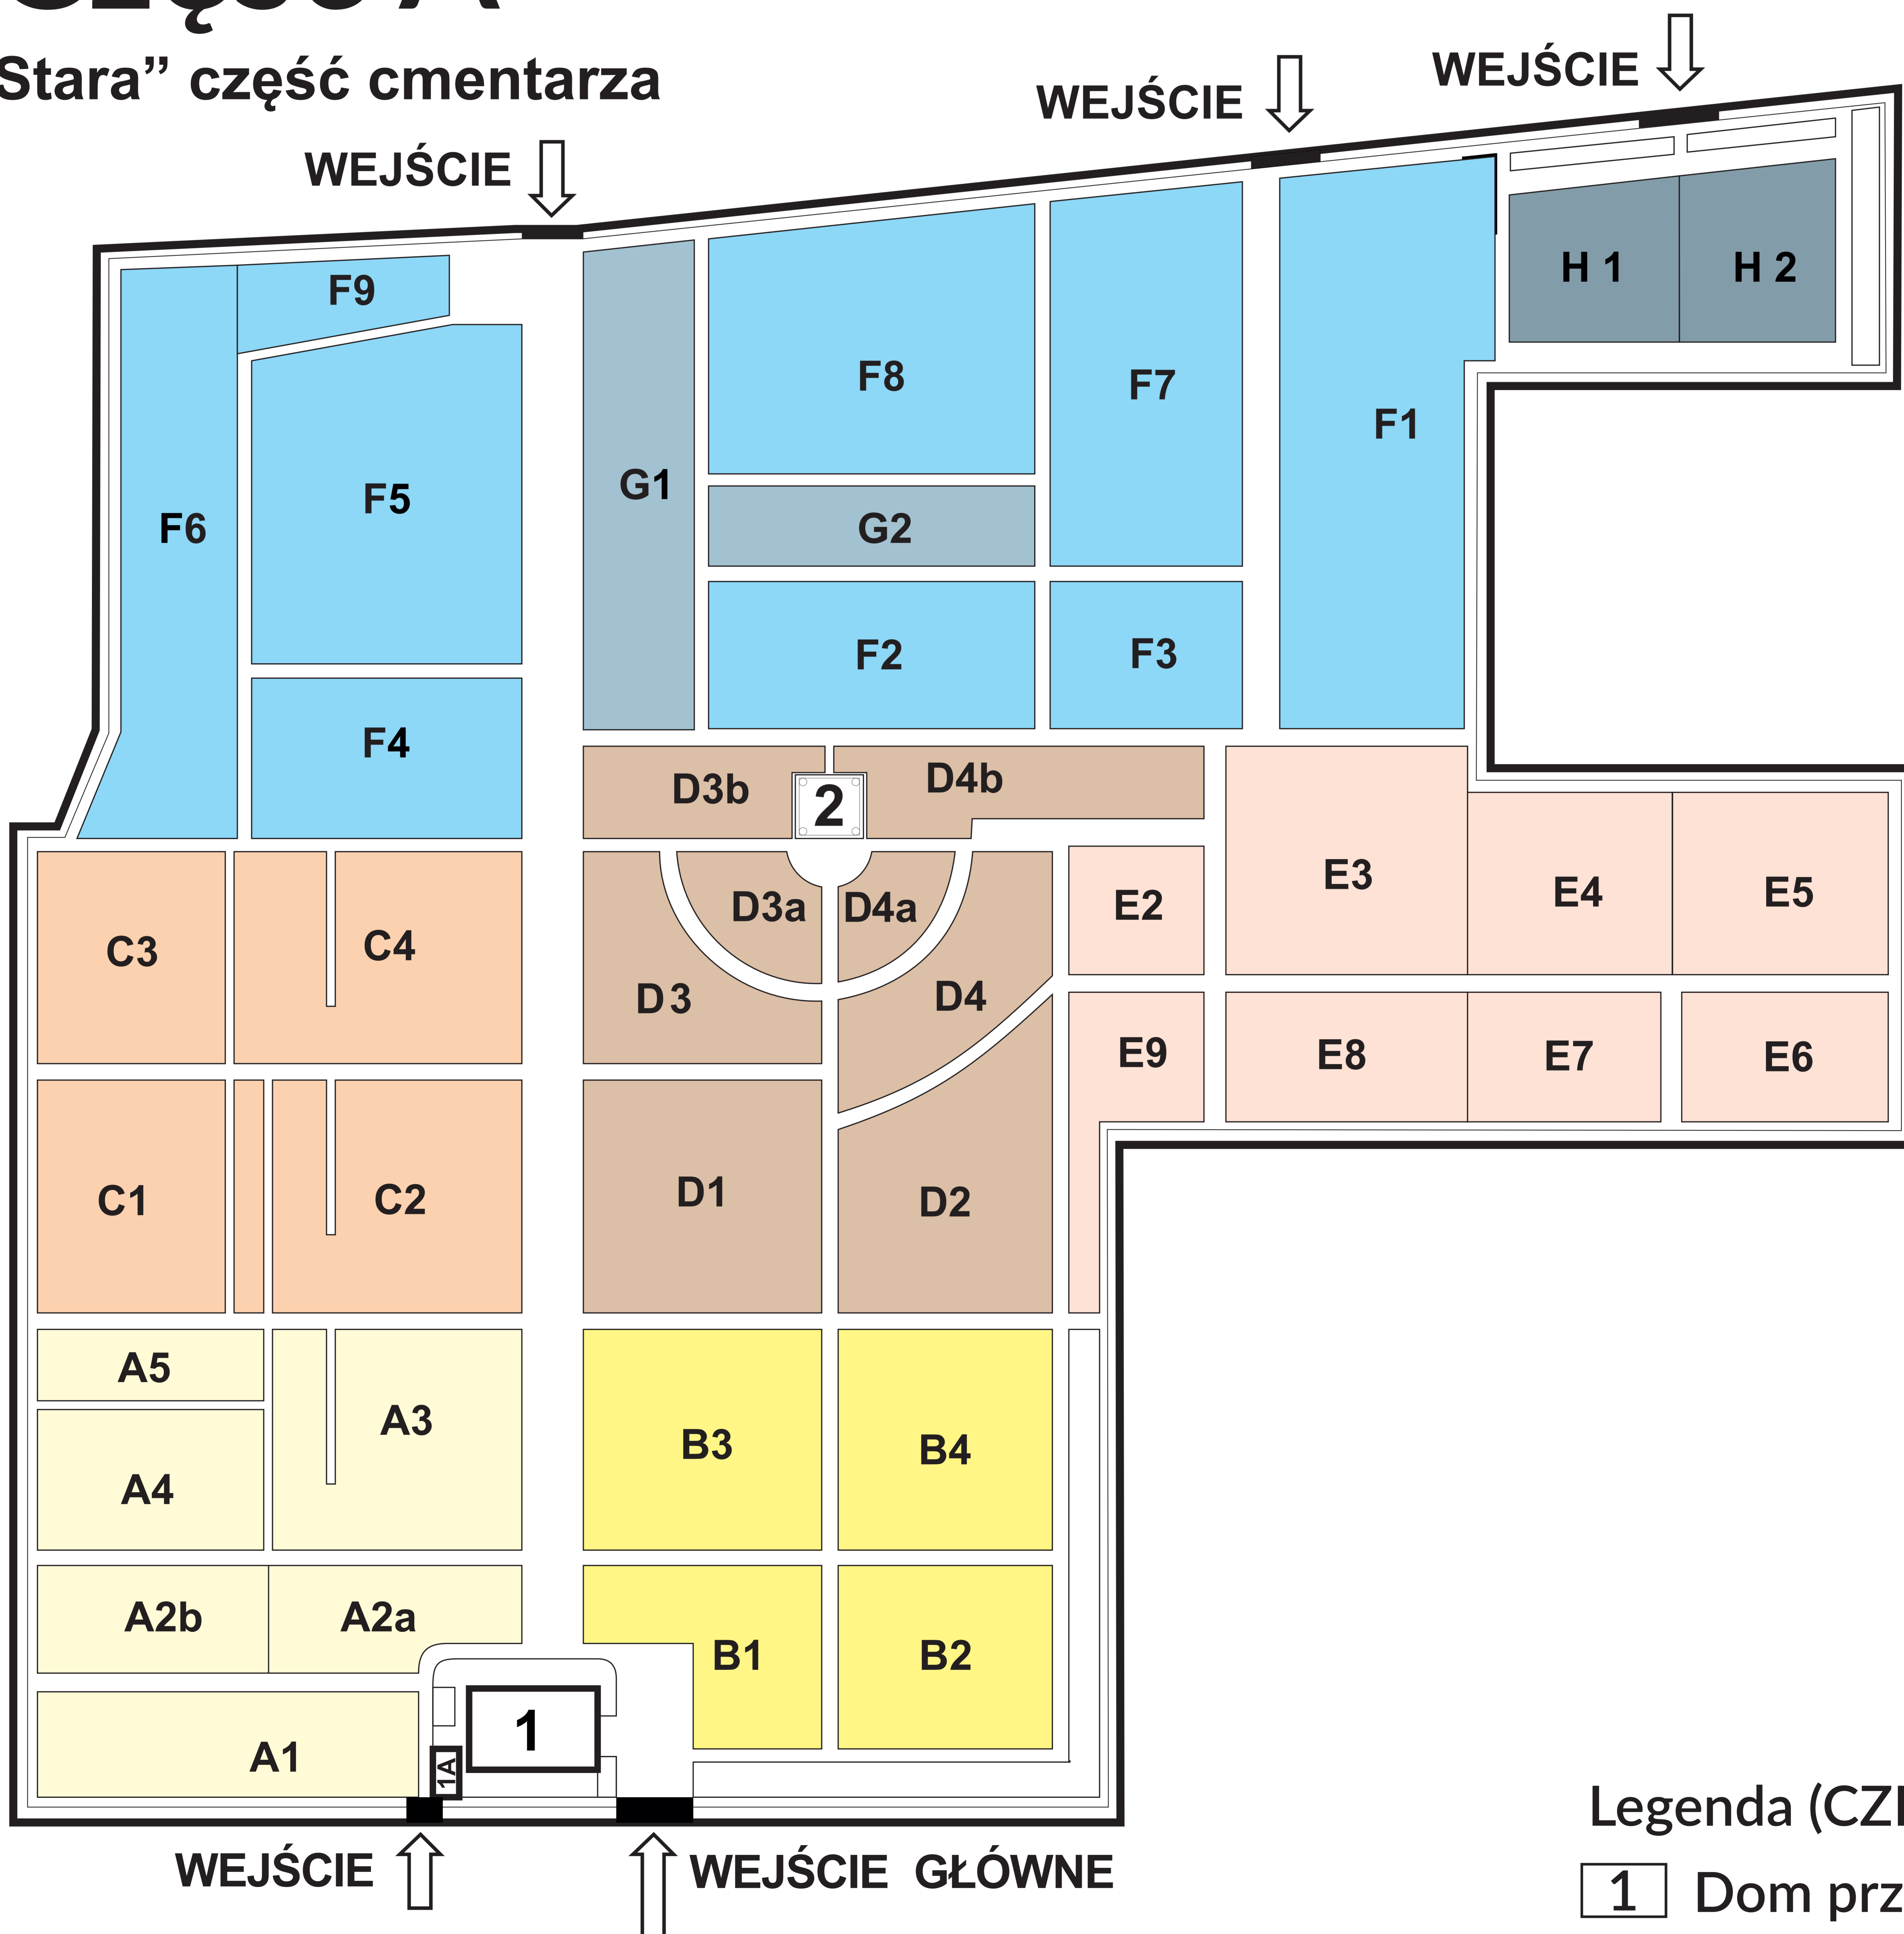 Stara” część cmentarza
WEJŚCIE
WEJŚCIE
WEJŚCIE
F9
F8
F7
F1
H 1
H 2
F6
F5
G1
G2
F2
F3
F4
D3b
2
D4b
C3
C4
D3a
D4a
D3
D4
E2
E3
E4
E5
E9
E8
E7
E6
C1
C2
D1
D2
A5
A4
A3
B3
B4
A2b
A2a
B1
B2
A1
1A
1
WEJŚCIE
WEJŚCIE GŁÓWNE
Legenda
1 Dom